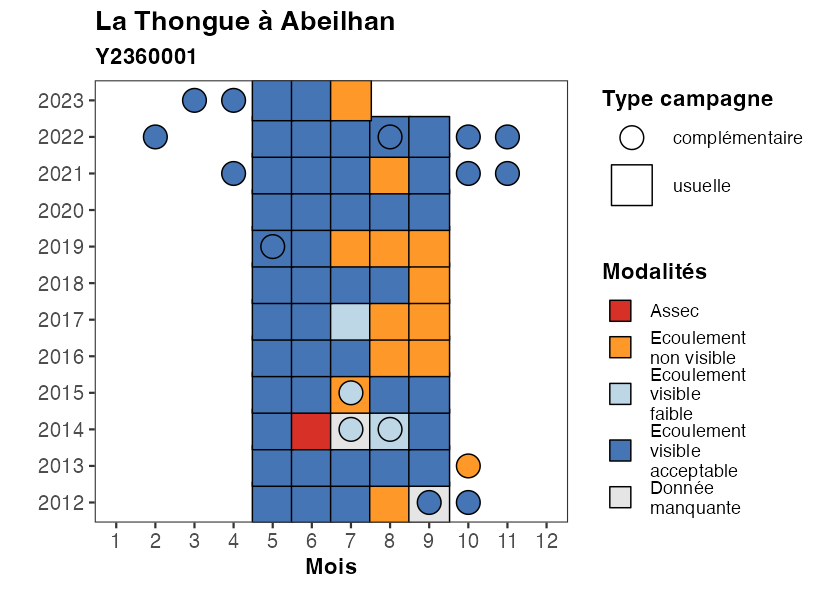 La Thongue à Abeilhan
Y2360001
2023
2022
2021
2020
2019
2018
2017
2016
2015
2014
2013
2012
1 2 3 4 5 6 7 8 9 10 11 12
Mois
Type campagne
complémentaire
usuelle
Modalités
Assec
Ecoulement
non visible
Ecoulement
visible
faible
Ecoulement
visible
acceptable
Donnée
manquante